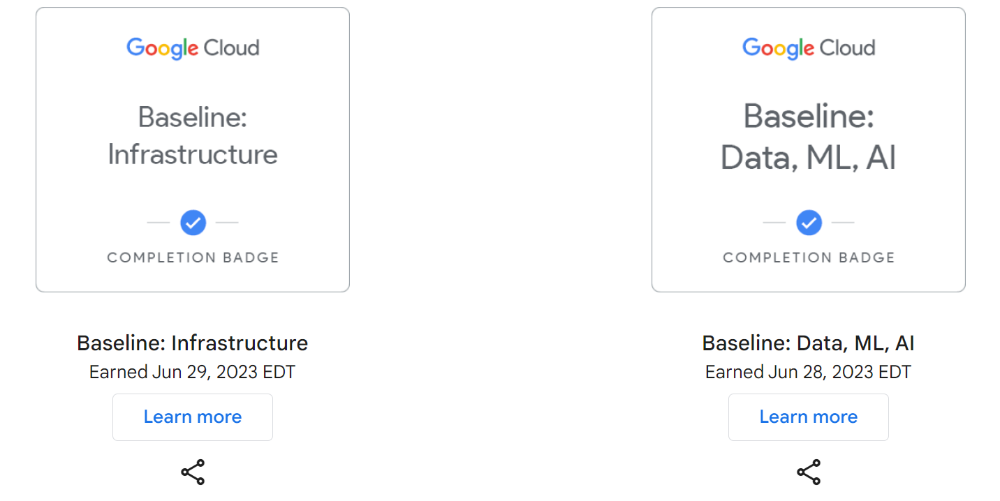 Google Cloud
Baseline:
Infrastructure
COMPLETION BADGE
Baseline: Infrastructure
Earned Jun 29, 2023 EDT
Learn more
Google Cloud
Baseline:
Data, ML, AI
COMPLETION BADGE
Baseline: Data, ML, AI
Earned Jun 28, 2023 EDT
Learn more